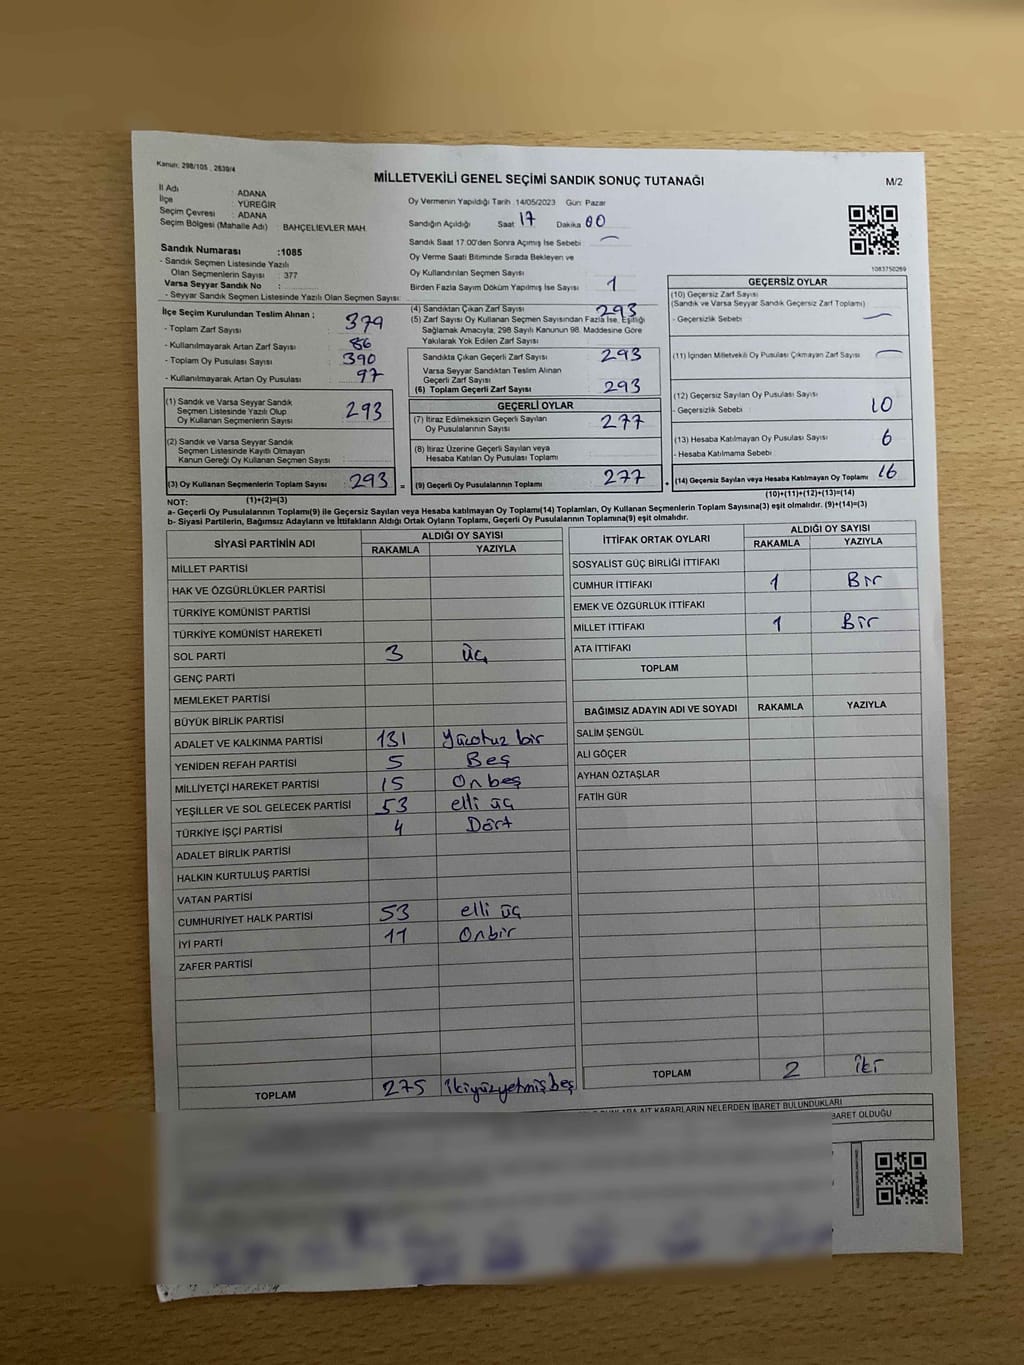 Kanun: 298/105 , 2839/4
MİLLETVEKİLİ GENEL SEÇİMİ SANDIK SONUÇ TUTANAĞI
M/2
İl Adı : ADANA
İlçe : YÜREĞİR
Seçim Çevresi : ADANA
Seçim Bölgesi (Mahalle Adı) : BAHÇELİEVLER MAH.
Sandık Numarası :1085
- Sandık Seçmen Listesinde Yazılı
Olan Seçmenlerin Sayısı : 377
Varsa Seyyar Sandık No :
- Seyyar Sandık Seçmen Listesinde Yazılı Olan Seçmen Sayısı:
Oy Vermenin Yapıldığı Tarih :14/05/2023 Gün: Pazar
Sandığın Açıldığı Saat 17 Dakika 00
Sandık Saat 17.00'den Sonra Açılmış İse Sebebi
Oy Verme Saati Bitiminde Sırada Bekleyen ve
Oy Kullandırılan Seçmen Sayısı
Birden Fazla Sayım Döküm Yapılmış İse Sayısı 1
1083750269
İlçe Seçim Kurulundan Teslim Alınan ;
- Toplam Zarf Sayısı 379
- Kullanılmayarak Artan Zarf Sayısı 86
- Toplam Oy Pusulası Sayısı 390
- Kullanılmayarak Artan Oy Pusulası 97
(1) Sandık ve Varsa Seyyar Sandık
Seçmen Listesinde Yazılı Olup
Oy Kullanan Seçmenlerin Sayısı : 293
(2) Sandık ve Varsa Seyyar Sandık
Seçmen Listesinde Kayıtlı Olmayan
Kanun Gereği Oy Kullanan Seçmen Sayısı :
(3) Oy Kullanan Seçmenlerin Toplam Sayısı : 293 =
(1)+(2)=(3)
(4) Sandıktan Çıkan Zarf Sayısı 293
(5) Zarf Sayısı Oy Kullanan Seçmen Sayısından Fazla İse, Eşitliği
Sağlamak Amacıyla; 298 Sayılı Kanunun 98. Maddesine Göre
Yakılarak Yok Edilen Zarf Sayısı
Sandıkta Çıkan Geçerli Zarf Sayısı 293
Varsa Seyyar Sandıktan Teslim Alınan
Geçerli Zarf Sayısı
(6) Toplam Geçerli Zarf Sayısı 293
GEÇERLİ OYLAR
(7) İtiraz Edilmeksizin Geçerli Sayılan
Oy Pusulalarının Sayısı 277
(8) İtiraz Üzerine Geçerli Sayılan veya
Hesaba Katılan Oy Pusulası Toplamı
(9) Geçerli Oy Pusulalarının Toplamı 277 +
GEÇERSİZ OYLAR
(10) Geçersiz Zarf Sayısı
(Sandık ve Varsa Seyyar Sandık Geçersiz Zarf Toplamı)
- Geçersizlik Sebebi :
(11) İçinden Milletvekili Oy Pusulası Çıkmayan Zarf Sayısı
(12) Geçersiz Sayılan Oy Pusulası Sayısı
- Geçersizlik Sebebi : 10
(13) Hesaba Katılmayan Oy Pusulası Sayısı 6
- Hesaba Katılmama Sebebi :
(14) Geçersiz Sayılan veya Hesaba Katılmayan Oy Toplamı 16
(10)+(11)+(12)+(13)=(14)
NOT:
a- Geçerli Oy Pusulalarının Toplamı(9) ile Geçersiz Sayılan veya Hesaba katılmayan Oy Toplamı(14) Toplamları, Oy Kullanan Seçmenlerin Toplam Sayısına(3) eşit olmalıdır. (9)+(14)=(3)
b- Siyasi Partilerin, Bağımsız Adayların ve İttifakların Aldığı Ortak Oyların Toplamı, Geçerli Oy Pusulalarının Toplamına(9) eşit olmalıdır.
SİYASİ PARTİNİN ADI ALDIĞI OY SAYISI
RAKAMLA YAZIYLA
MİLLET PARTİSİ
HAK VE ÖZGÜRLÜKLER PARTİSİ
TÜRKİYE KOMÜNİST PARTİSİ
TÜRKİYE KOMÜNİST HAREKETİ
SOL PARTİ 3 üç
GENÇ PARTİ
MEMLEKET PARTİSİ
BÜYÜK BİRLİK PARTİSİ
ADALET VE KALKINMA PARTİSİ 131 Yüzotuz bir
YENİDEN REFAH PARTİSİ 5 Beş
MİLLİYETÇİ HAREKET PARTİSİ 15 Onbeş
YEŞİLLER VE SOL GELECEK PARTİSİ 53 elli üç
TÜRKİYE İŞÇİ PARTİSİ 4 Dört
ADALET BİRLİK PARTİSİ
HALKIN KURTULUŞ PARTİSİ
VATAN PARTİSİ
CUMHURİYET HALK PARTİSİ 53 elli üç
İYİ PARTİ 11 Onbir
ZAFER PARTİSİ
TOPLAM 275 ikiyüzyetmişbeş
İTTİFAK ORTAK OYLARI ALDIĞI OY SAYISI
RAKAMLA YAZIYLA
SOSYALİST GÜÇ BİRLİĞİ İTTİFAKI
CUMHUR İTTİFAKI 1 Bir
EMEK VE ÖZGÜRLÜK İTTİFAKI
MİLLET İTTİFAKI 1 Bir
ATA İTTİFAKI
TOPLAM
BAĞIMSIZ ADAYIN ADI VE SOYADI RAKAMLA YAZIYLA
SALİM ŞENGÜL
ALİ GÖÇER
AYHAN ÖZTAŞLAR
FATİH GÜR
TOPLAM 2 iki
AİT KARARLARIN NELERDEN İBARET BULUNDUKLARI
İBARET OLDUĞU